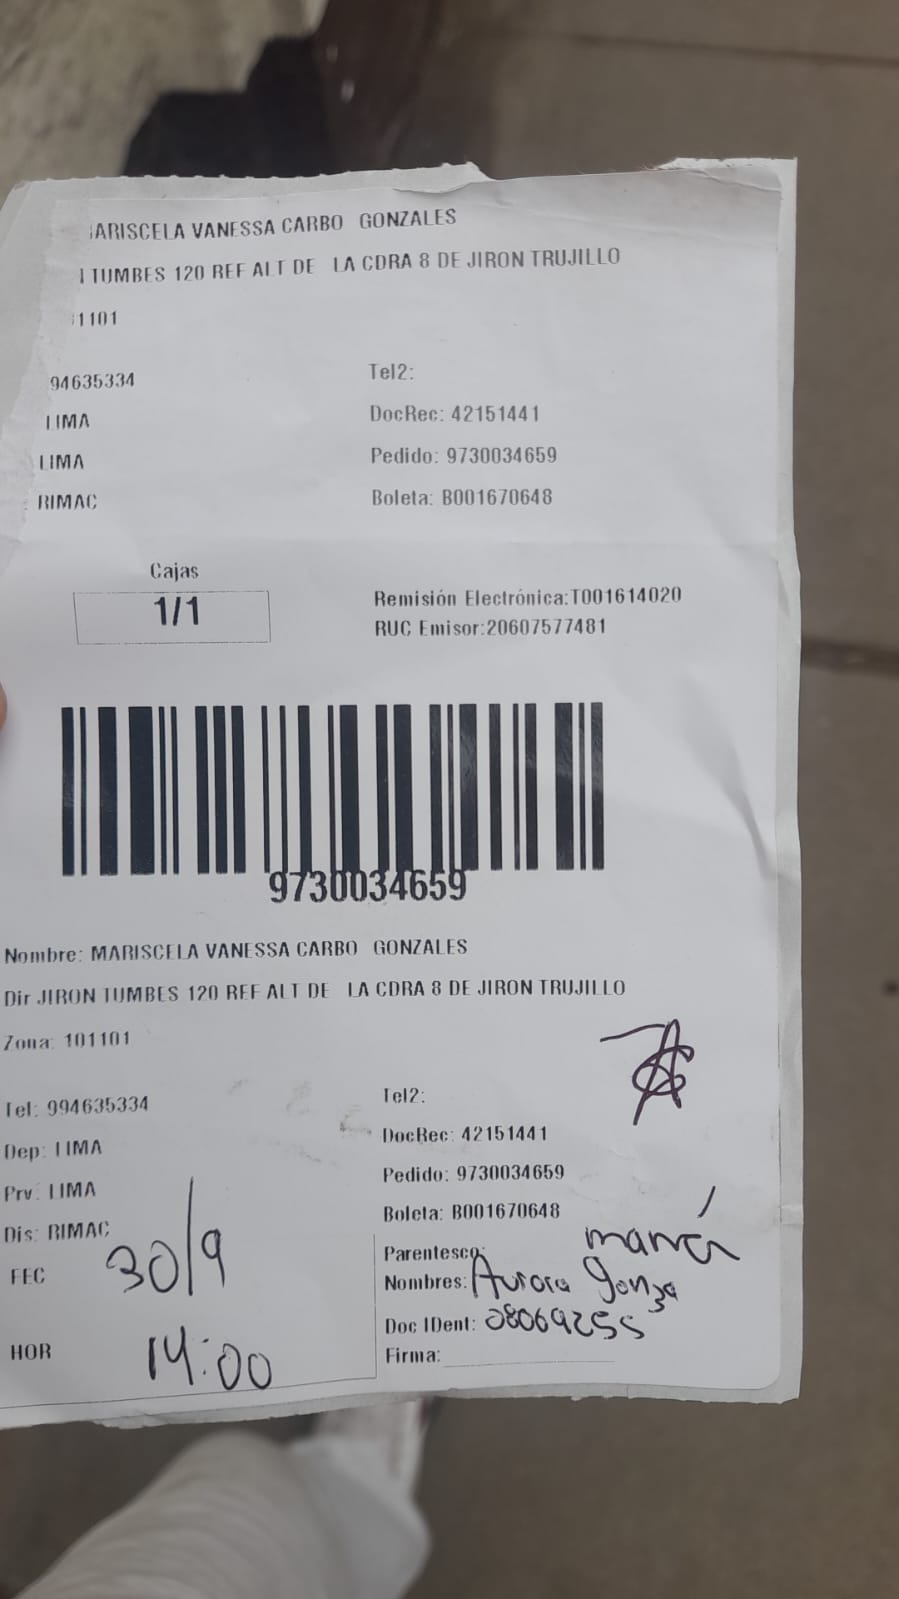 ARISCELA VANESSA CARBO GONZALES
TUMBES 120 REF ALT DE LA CDRA 8 DE JIRON TRUJILLO
1101
94635334
Tel2:
LIMA
DocRec: 42151441
LIMA
Pedido: 9730034659
RIMAC
Boleta: B001670648
Cajas
1/1
Remisión Electrónica:T001614020
RUC Emisor:20607577481
9730034659
Nombre: MARISCELA VANESSA CARBO GONZALES
Dir JIRON TUMBES 120 REF ALT DE LA CDRA 8 DE JIRON TRUJILLO
Zona: 101101
Tel: 994635334
Tel2:
Dep: LIMA
DocRec: 42151441
Prv: LIMA
Pedido: 9730034659
Dis: RIMAC
Boleta: B001670648
FEC 30/9
Parentesco: mamá
Nombres: Aurora Gonza
Doc IDent: 08069255
HOR 14:00
Firma: